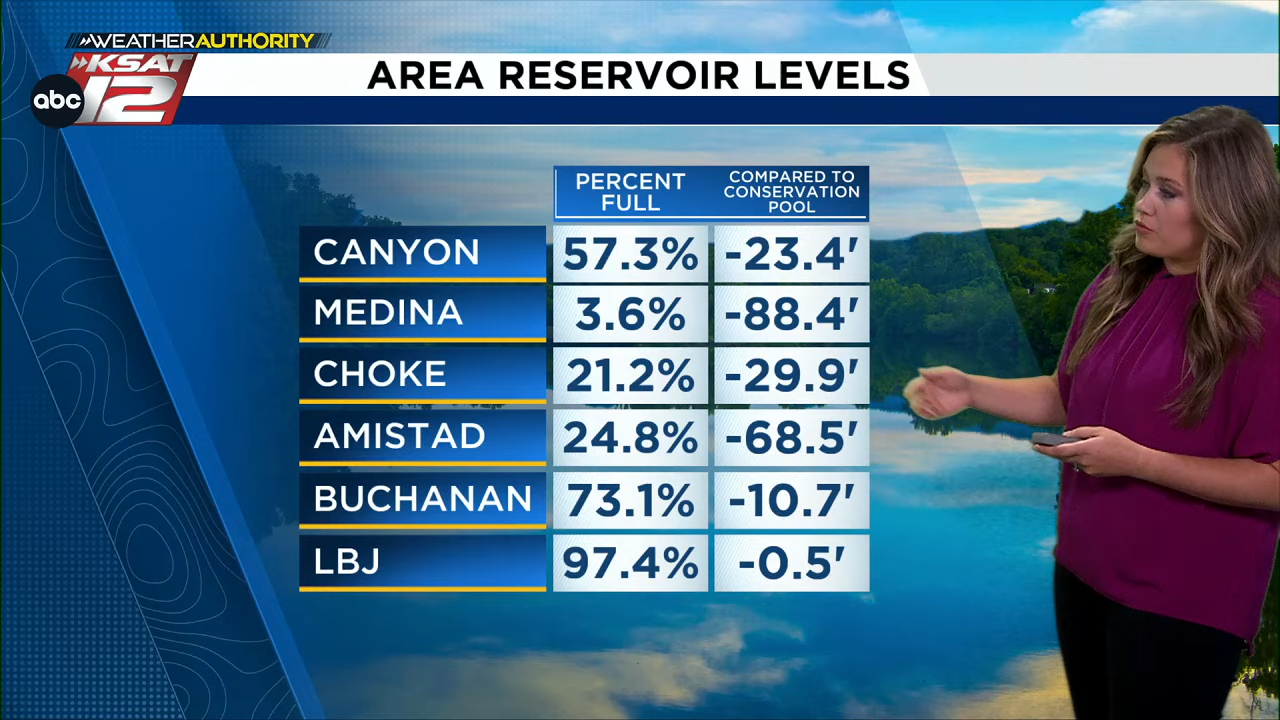 WEATHERAUTHORITY
KSAT
abc 12
AREA RESERVOIR LEVELS
PERCENT FULL
COMPARED TO CONSERVATION POOL
CANYON 57.3% -23.4'
MEDINA 3.6% -88.4'
CHOKE 21.2% -29.9'
AMISTAD 24.8% -68.5'
BUCHANAN 73.1% -10.7'
LBJ 97.4% -0.5'